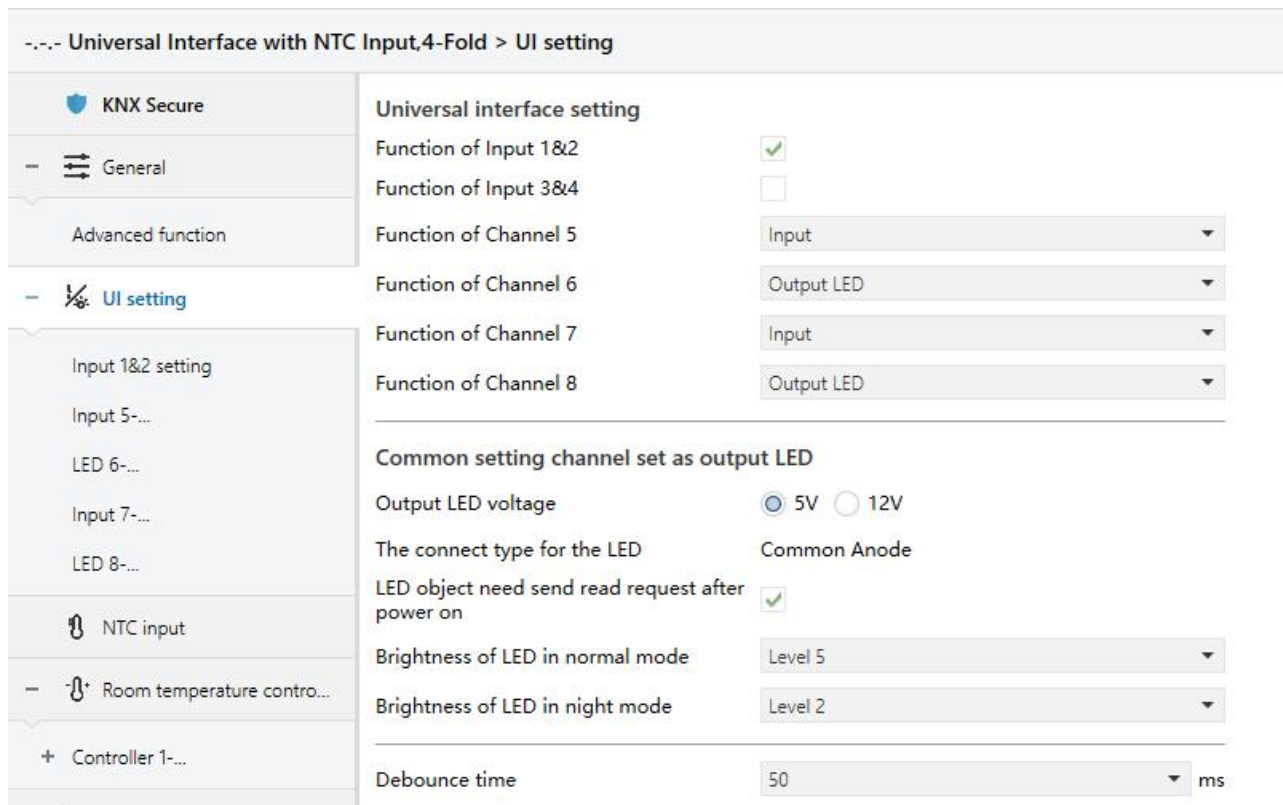 -.-.- Universal Interface with NTC Input,4-Fold > UI setting
KNX Secure
General
Advanced function
UI setting
Input 1&2 setting
Input 5-...
LED 6-...
Input 7-...
LED 8-...
NTC input
Room temperature contro...
Controller 1-...
Universal interface setting
Function of Input 1&2
Function of Input 3&4
Function of Channel 5 Input
Function of Channel 6 Output LED
Function of Channel 7 Input
Function of Channel 8 Output LED
Common setting channel set as output LED
Output LED voltage 5V 12V
The connect type for the LED Common Anode
LED object need send read request after
power on
Brightness of LED in normal mode Level 5
Brightness of LED in night mode Level 2
Debounce time 50 ms